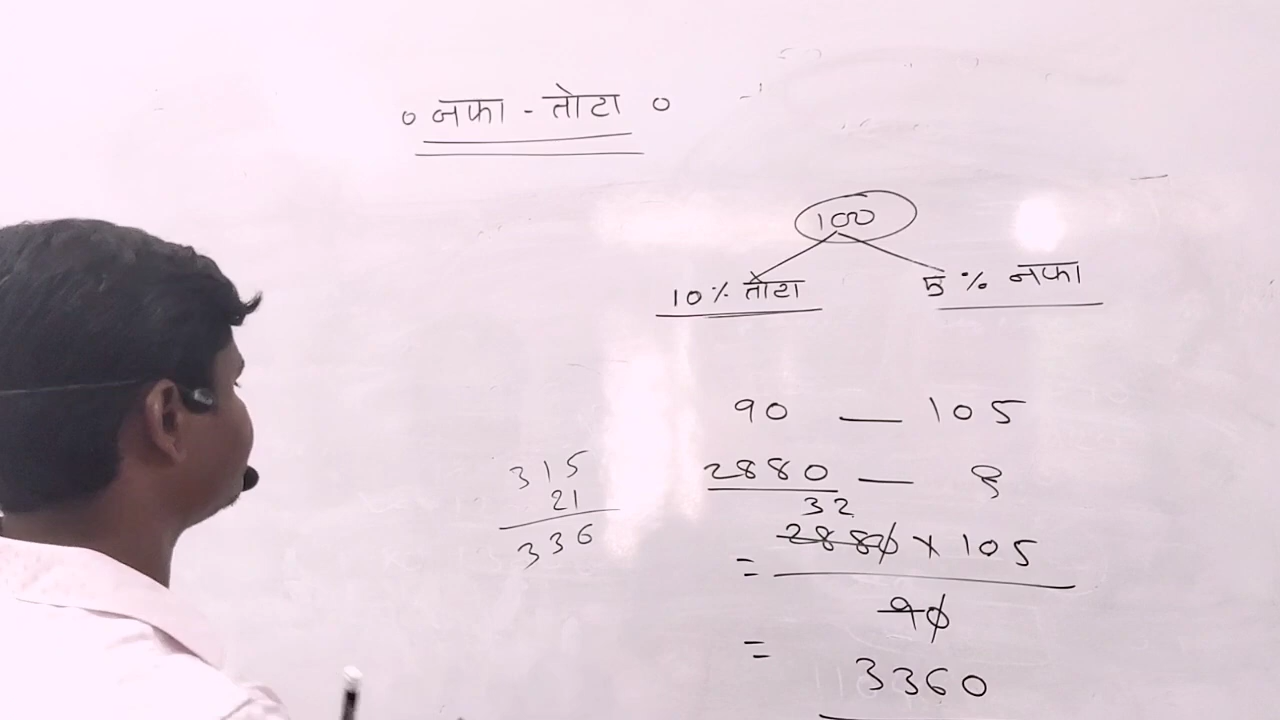 ० नफा - तोटा ०
100
10% तोटा 5% नफा
90 — 105
2880 — ?
315
21
336
32
= 2880 × 105
90
= 3360